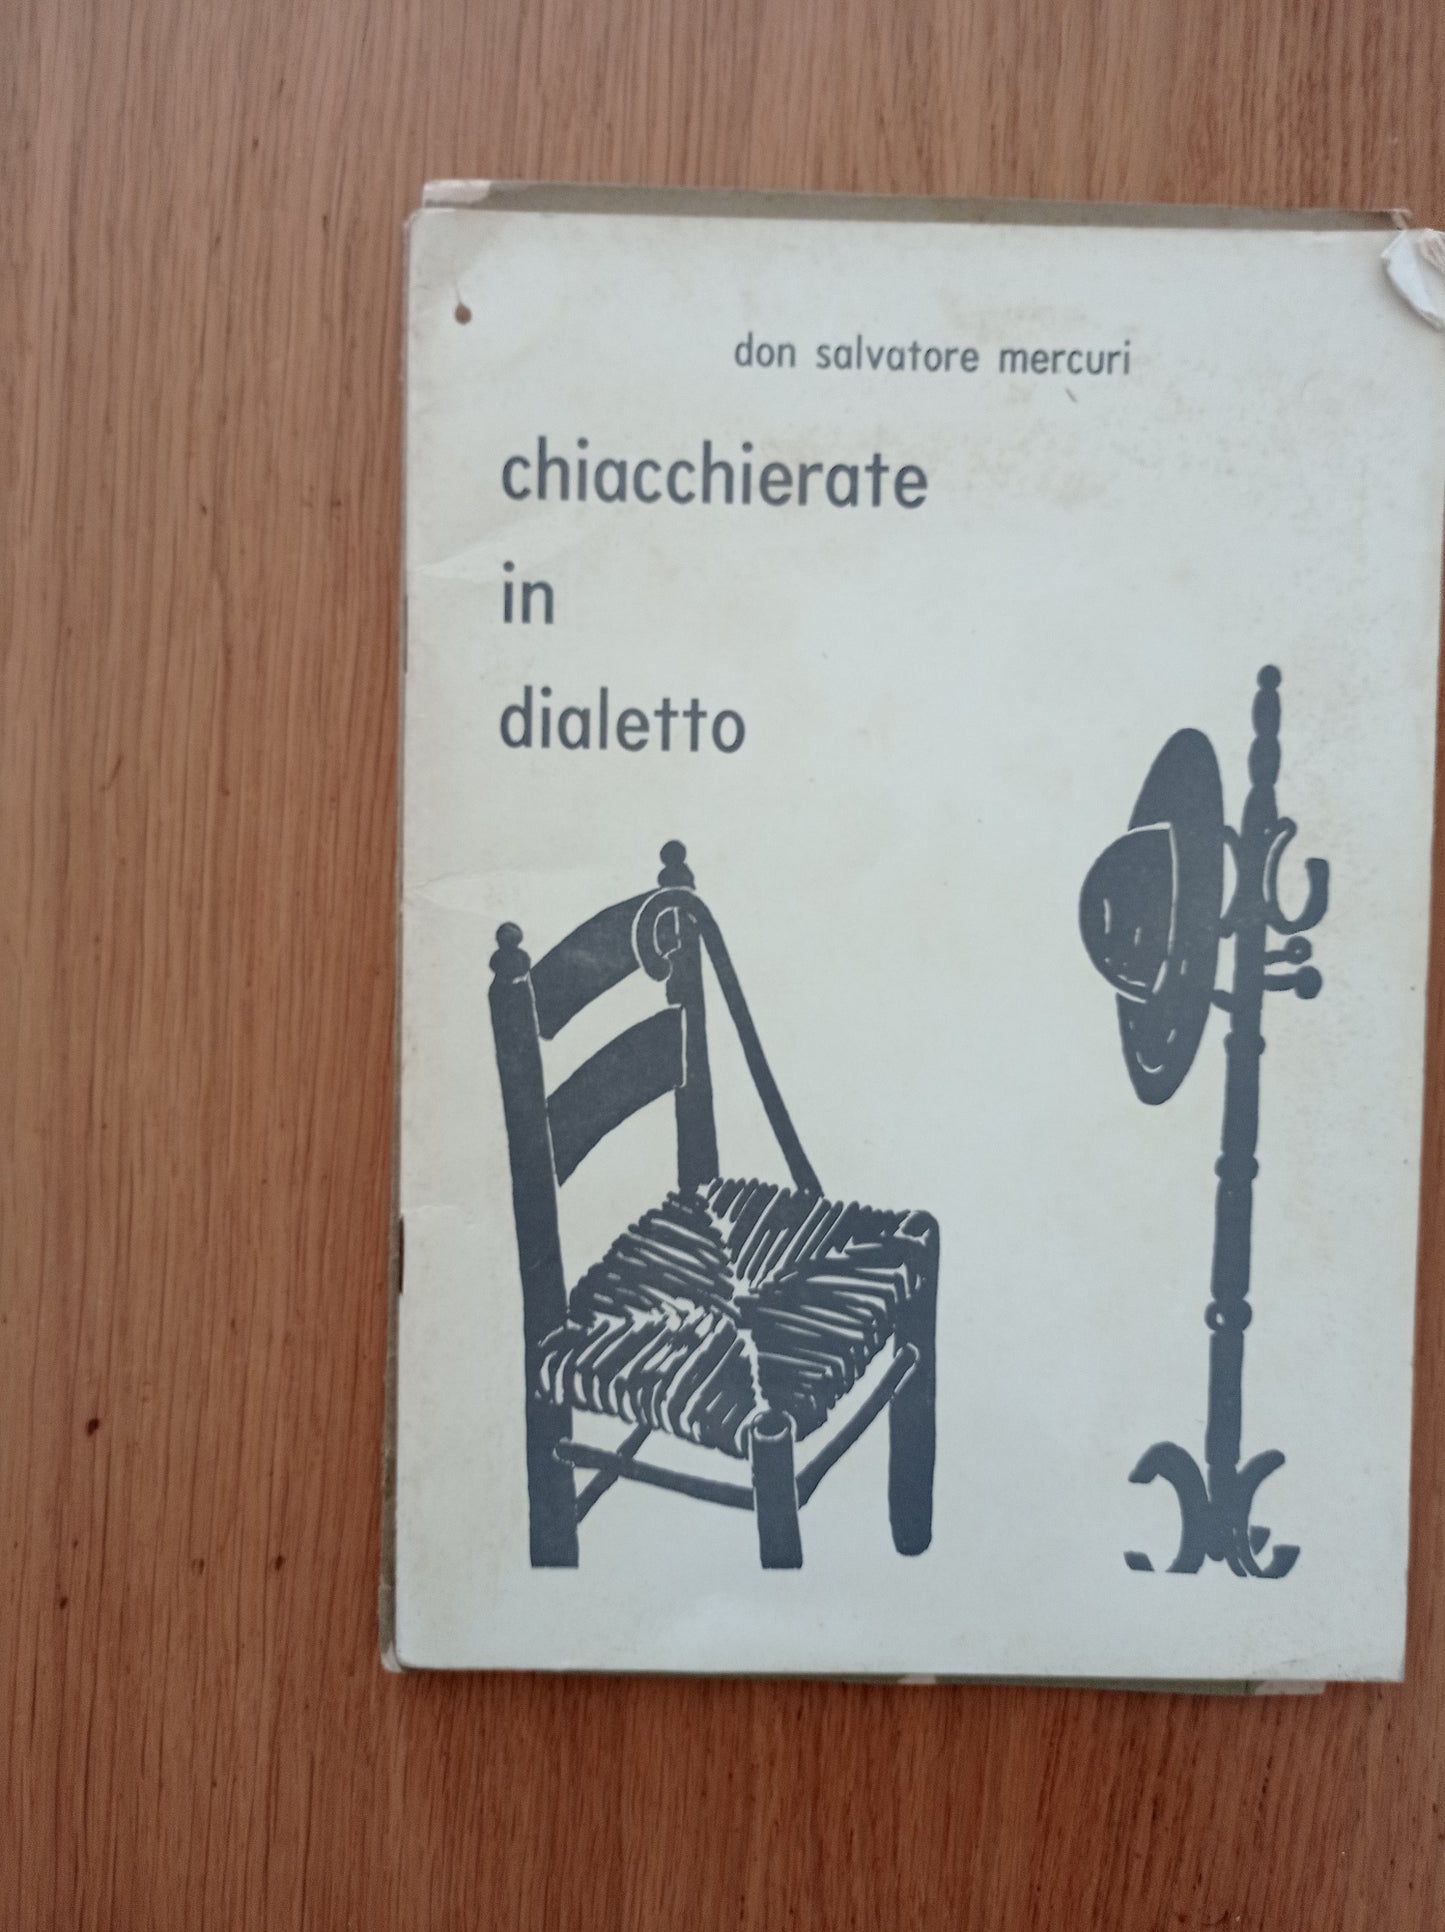 don salvatore mercuri
chiacchierate
in
dialetto